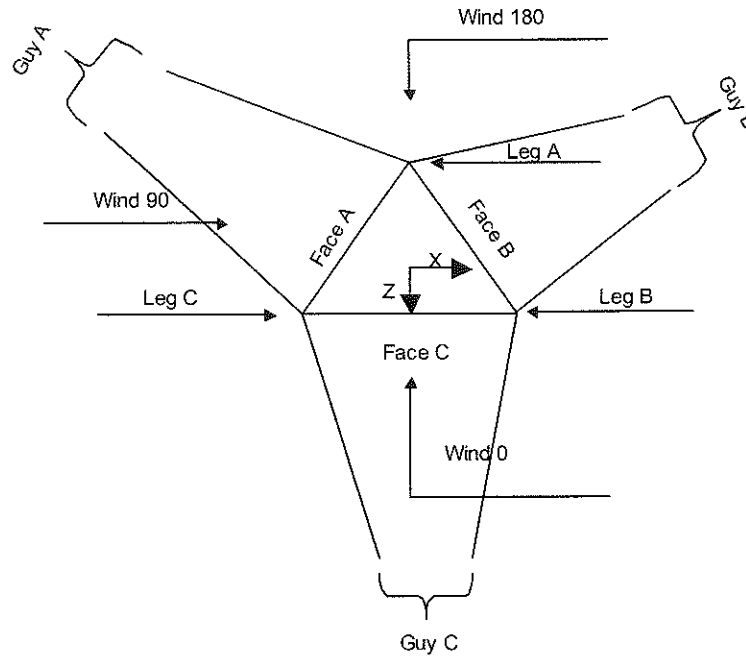 Wind 180
Guy A
Guy
Leg A
Wind 90
Face A
Face B
X
Z
Leg C
Leg B
Face C
Wind 0
Guy C